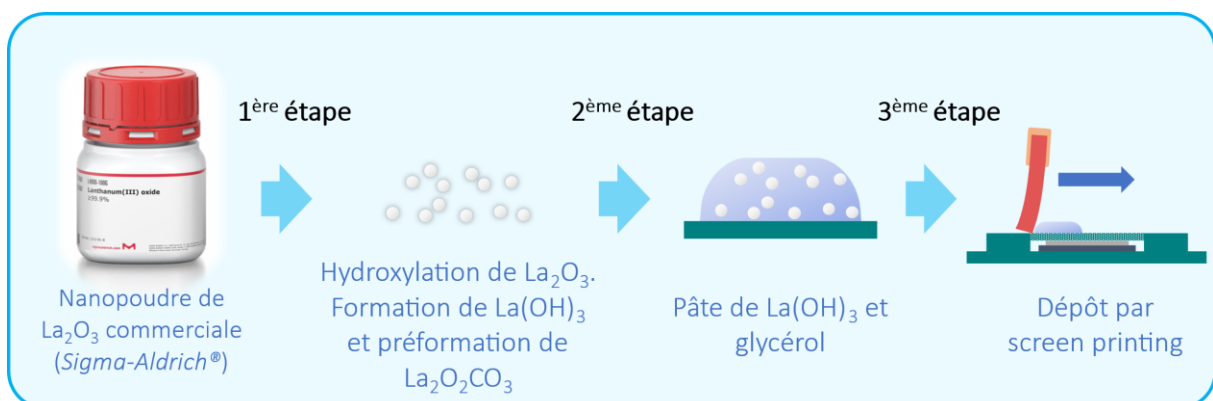 1ère étape
2ème étape
3ème étape
Lanthanum(III) oxide
≥99.9%
Nanopoudre de
La₂O₃ commerciale
(Sigma-Aldrich®)
Hydroxylation de La₂O₃.
Formation de La(OH)₃
et préformation de
La₂O₂CO₃
Pâte de La(OH)₃ et
glycérol
Dépôt par
screen printing